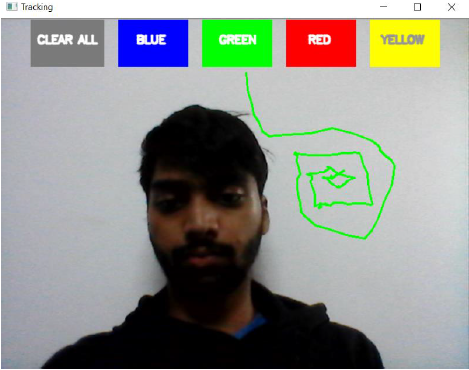 Tracking
CLEAR ALL BLUE GREEN RED YELLOW